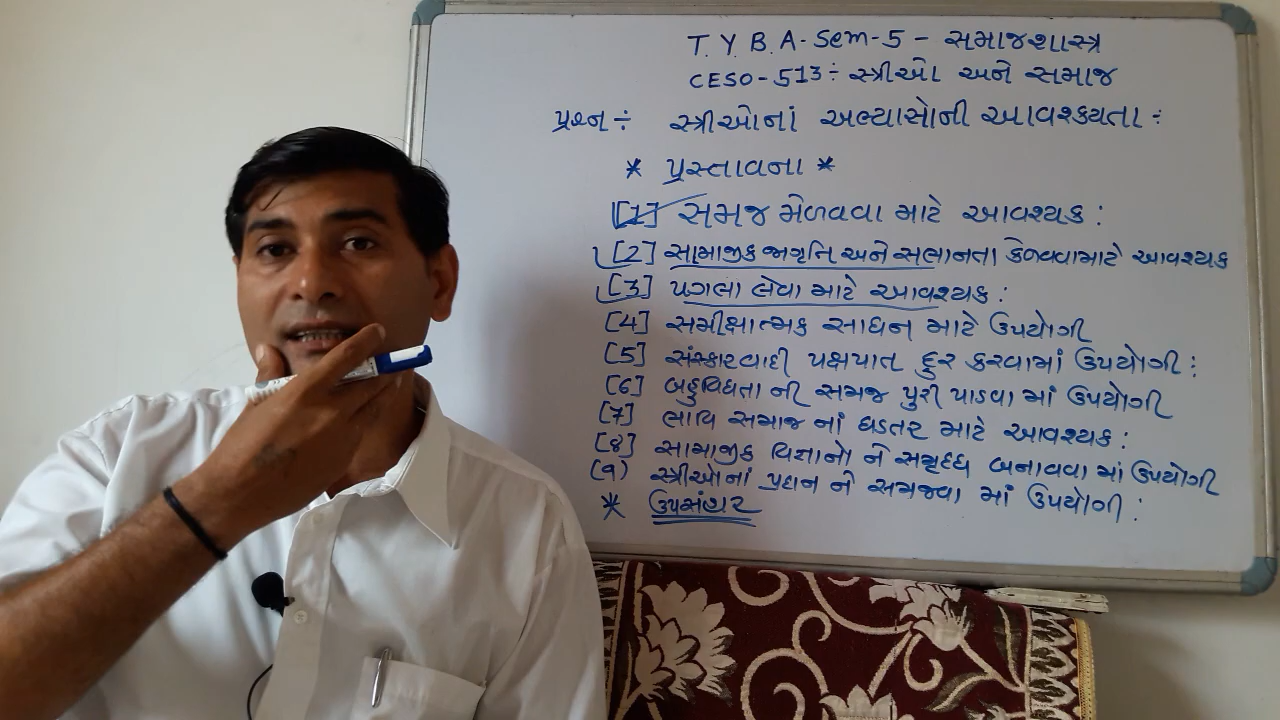 T. Y. B. A - Sem - 5 - સમાજશાસ્ત્ર
CESO - 513 : સ્ત્રીઓ અને સમાજ
પ્રશ્ન : સ્ત્રીઓનાં અભ્યાસોની આવશ્કયતા :
* પ્રસ્તાવના *
[1] સમજ મેળવવા માટે આવશ્યક :
[2] સામાજીક જાગૃતિ અને સભાનતા કેળવવામાટે આવશ્યક
[3] પગલા લેવા માટે આવશ્યક :
[4] સમીક્ષાત્મક સાધન માટે ઉપયોગી
[5] સંસ્કારવાદી પક્ષપાત દુર કરવામાં ઉપયોગી :
[6] બહુવિધતા ની સમજ પુરી પાડવા માં ઉપયોગી
[7] ભાવિ સમાજ નાં ઘડતર માટે આવશ્યક :
[8] સામાજીક વિજ્ઞાનો ને સમૃદ્ધ બનાવવા માં ઉપયોગી
(9) સ્ત્રીઓનાં પ્રદાન ને સમજવા માં ઉપયોગી :
* ઉપસંહાર